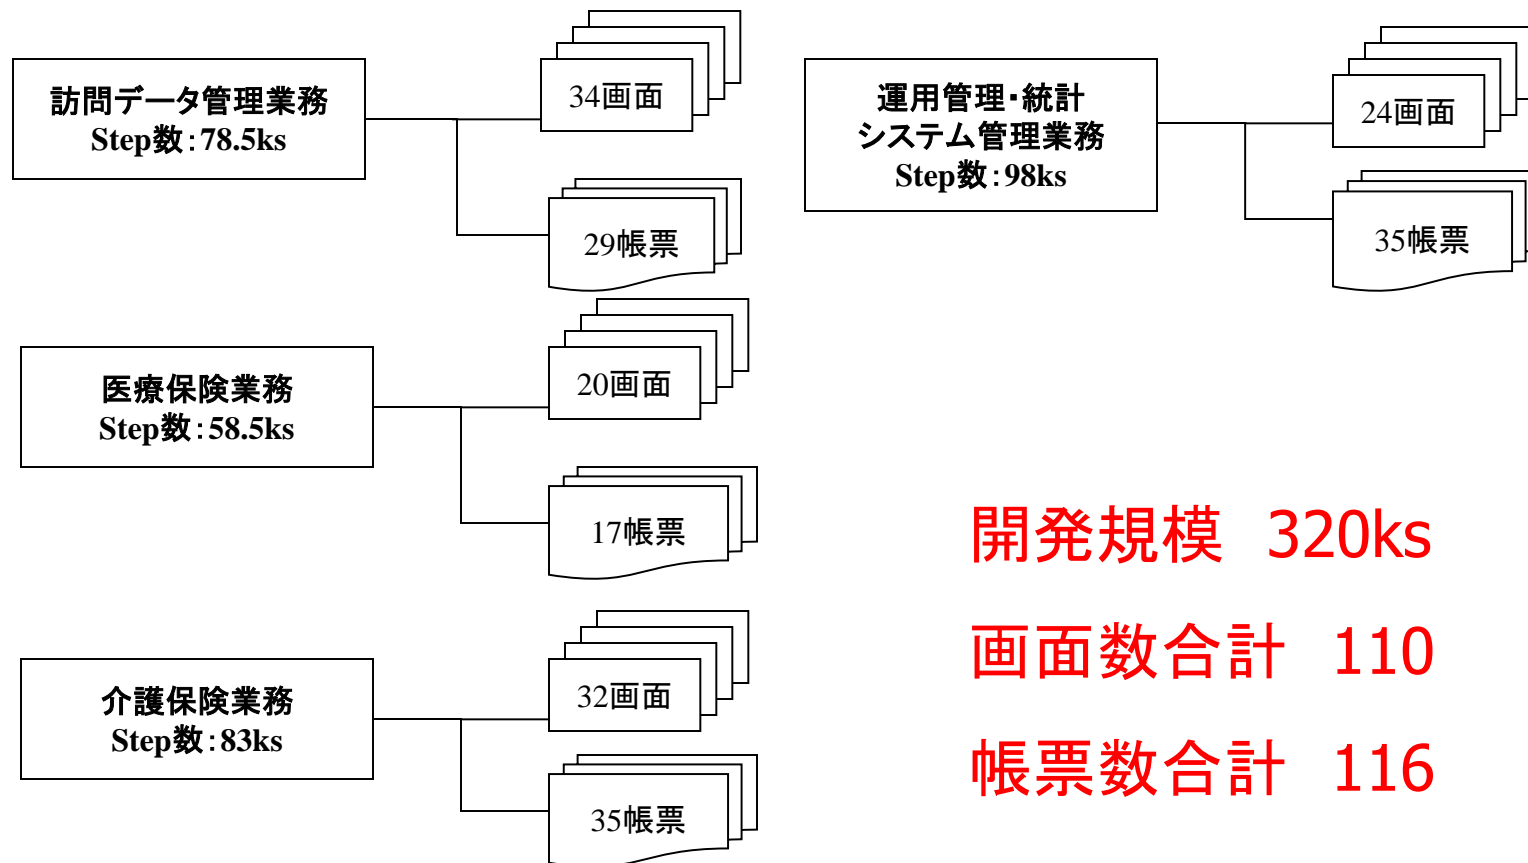 訪問データ管理業務
Step数：78.5ks
34画面
29帳票
医療保険業務
Step数：58.5ks
20画面
17帳票
介護保険業務
Step数：83ks
32画面
35帳票
運用管理・統計
システム管理業務
Step数：98ks
24画面
35帳票
開発規模　320ks
画面数合計　110
帳票数合計　116